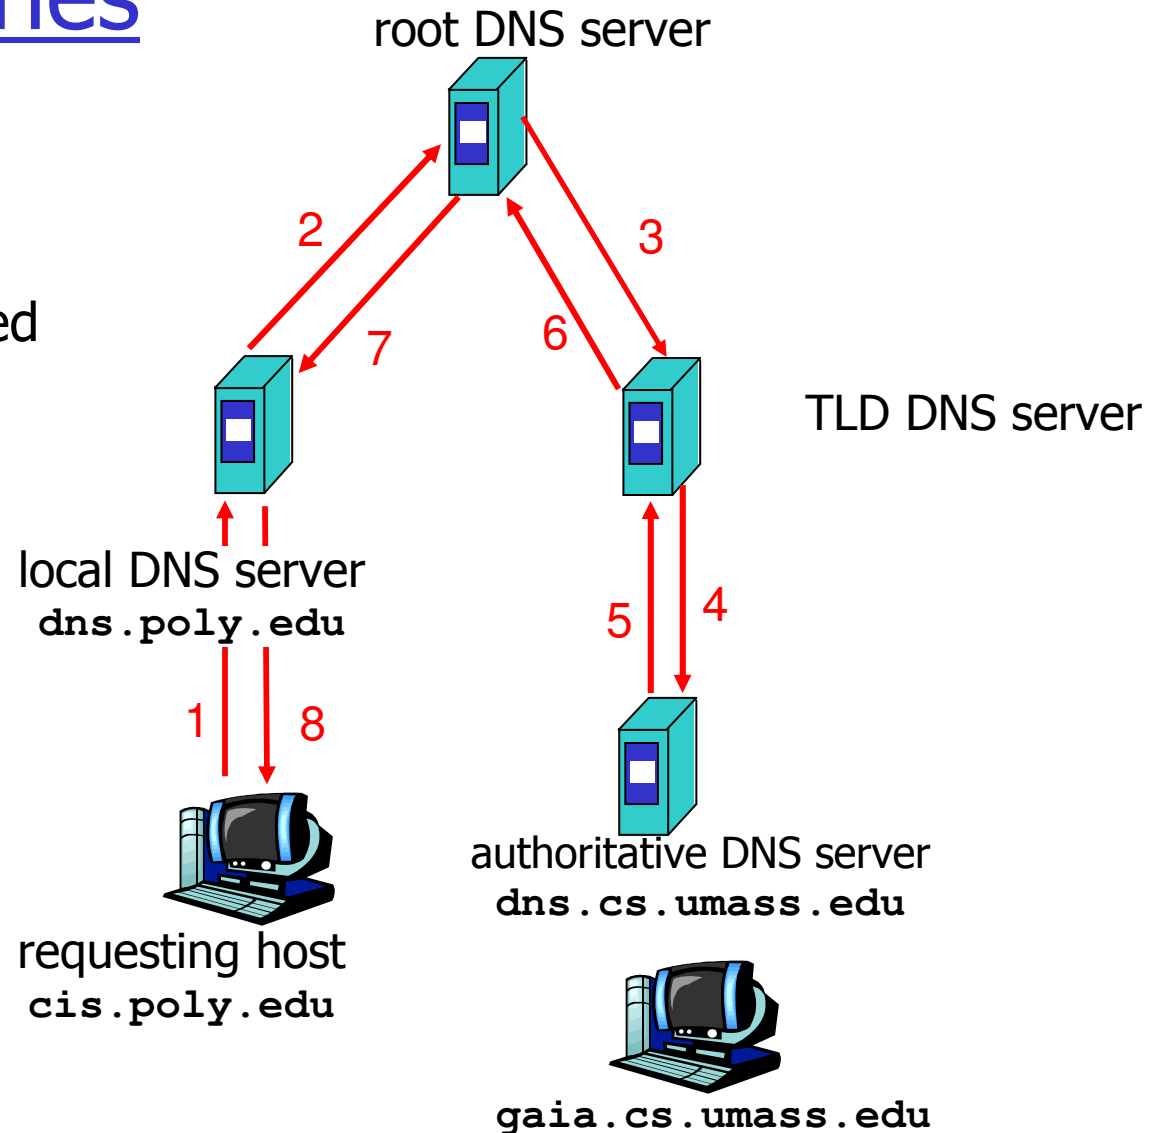 root DNS server
2
3
7
6
TLD DNS server
local DNS server
dns.poly.edu
5
4
1
8
authoritative DNS server
dns.cs.umass.edu
requesting host
cis.poly.edu
gaia.cs.umass.edu